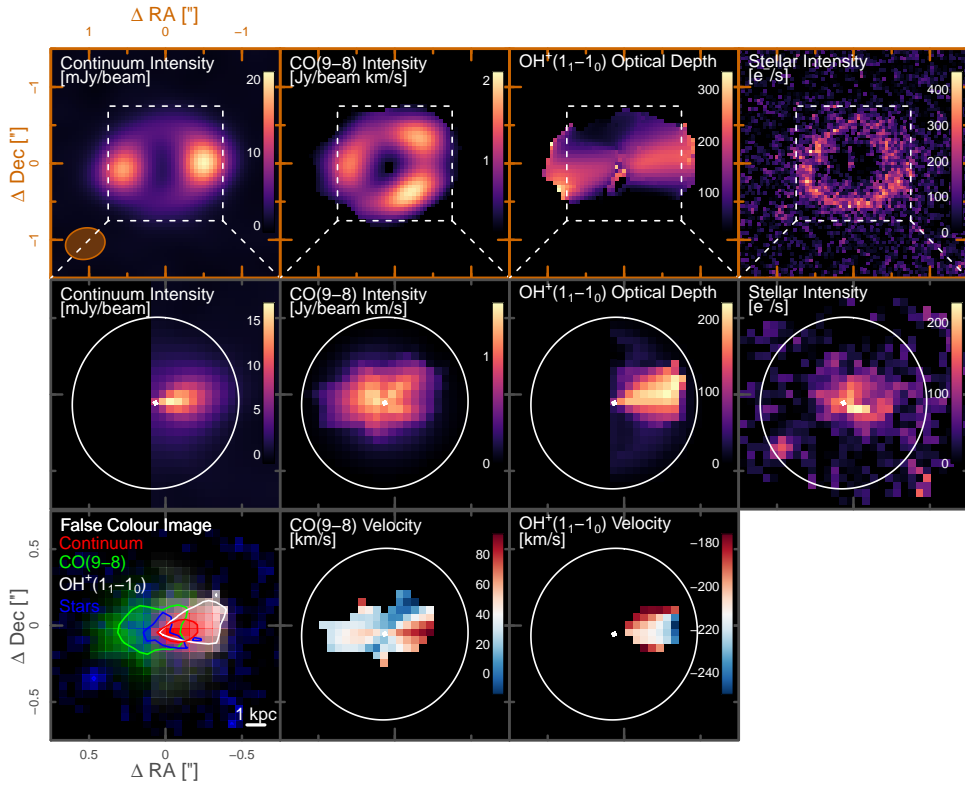 Δ RA ["]
1 0 −1
Continuum Intensity
[mJy/beam]
20
10
0
CO(9−8) Intensity
[Jy/beam km/s]
2
1
OH⁺(1₁−1₀) Optical Depth
300
200
100
Stellar Intensity
[e⁻/s]
400
300
200
100
0
Δ Dec ["]
−1
0
1
Continuum Intensity
[mJy/beam]
15
10
5
0
CO(9−8) Intensity
[Jy/beam km/s]
1
0
OH⁺(1₁−1₀) Optical Depth
200
100
0
Stellar Intensity
[e⁻/s]
200
100
0
False Colour Image
Continuum
CO(9−8)
OH⁺(1₁−1₀)
Stars
1 kpc
CO(9−8) Velocity
[km/s]
80
60
40
20
0
OH⁺(1₁−1₀) Velocity
[km/s]
−180
−200
−220
−240
Δ Dec ["]
0.5
0
−0.5
0.5 0 −0.5
Δ RA ["]